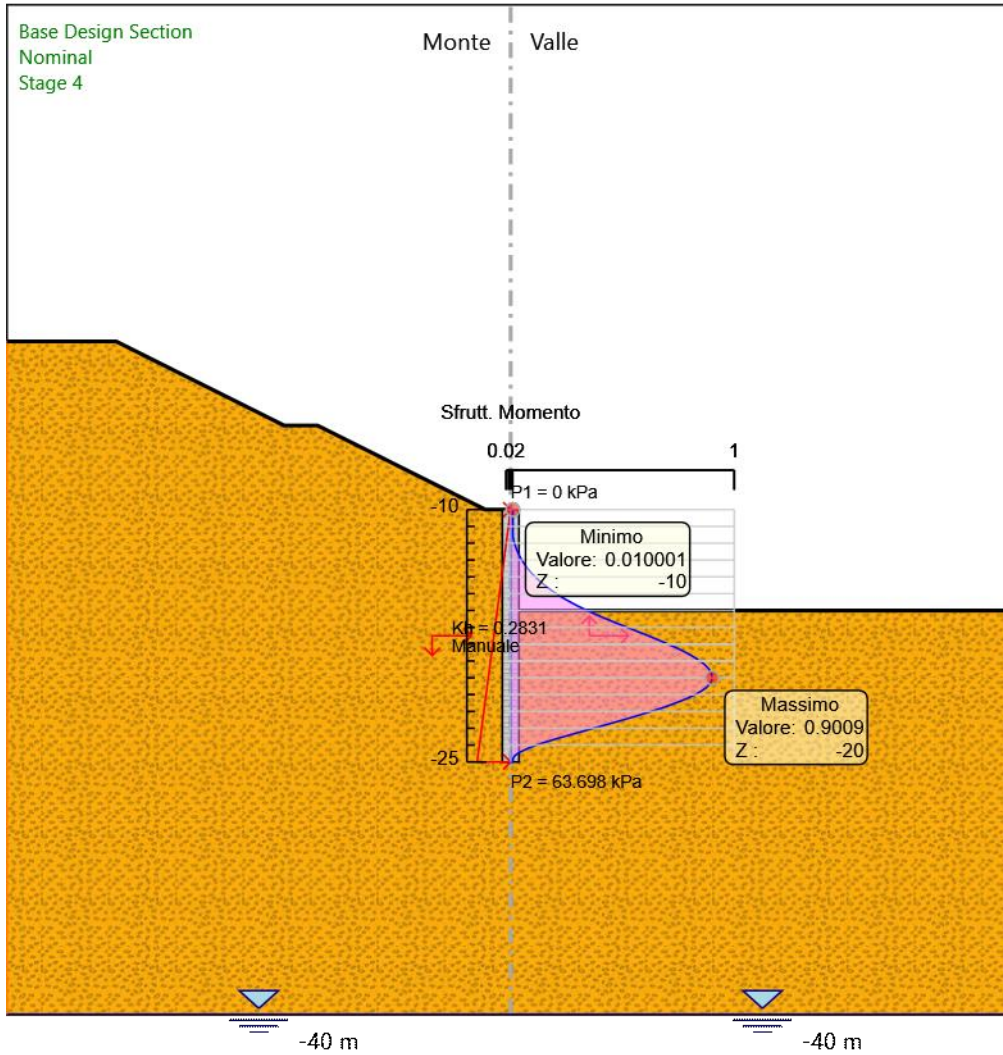 Base Design Section
Nominal
Stage 4
Monte
Valle
Sfrutt. Momento
0.02
1
P1 = 0 kPa
-10
Minimo
Valore: 0.010001
Z : -10
Kh = 0.2831
Manuale
Massimo
Valore: 0.9009
Z : -20
-25
P2 = 63.698 kPa
-40 m
-40 m